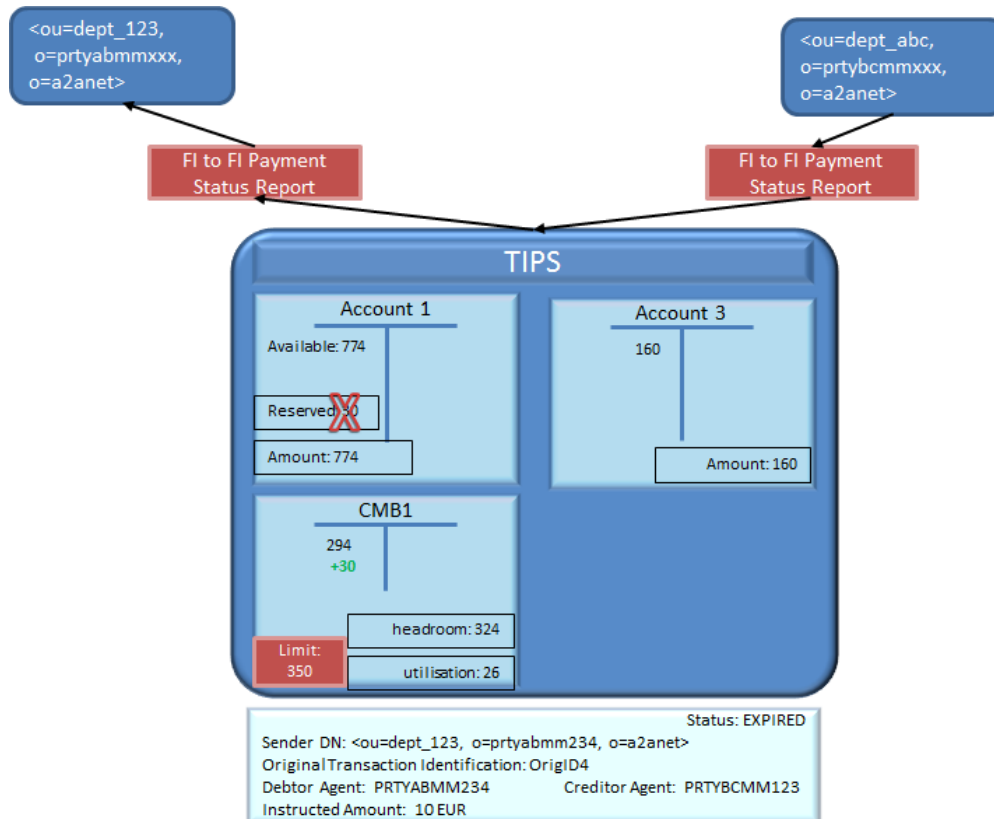 <ou=dept_123,
o=prtyabmmxxx,
o=a2anet>
<ou=dept_abc,
o=prtybcmmxxx,
o=a2anet>
FI to FI Payment
Status Report
FI to FI Payment
Status Report
TIPS
Account 1
Available: 774
Reserved: 30
X
Amount: 774
Account 3
160
Amount: 160
CMB1
294
+30
headroom: 324
Limit:
350
utilisation: 26
Status: EXPIRED
Sender DN: <ou=dept_123, o=prtyabmm234, o=a2anet>
Original Transaction Identification: OrigID4
Debtor Agent: PRTYABMM234 Creditor Agent: PRTYBCMM123
Instructed Amount: 10 EUR